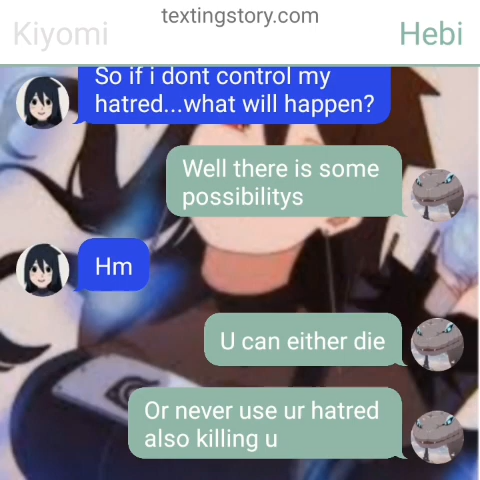 textingstory.com
Kiyomi
Hebi
So if i dont control my
hatred...what will happen?
Well there is some
possibilitys
Hm
U can either die
Or never use ur hatred
also killing u